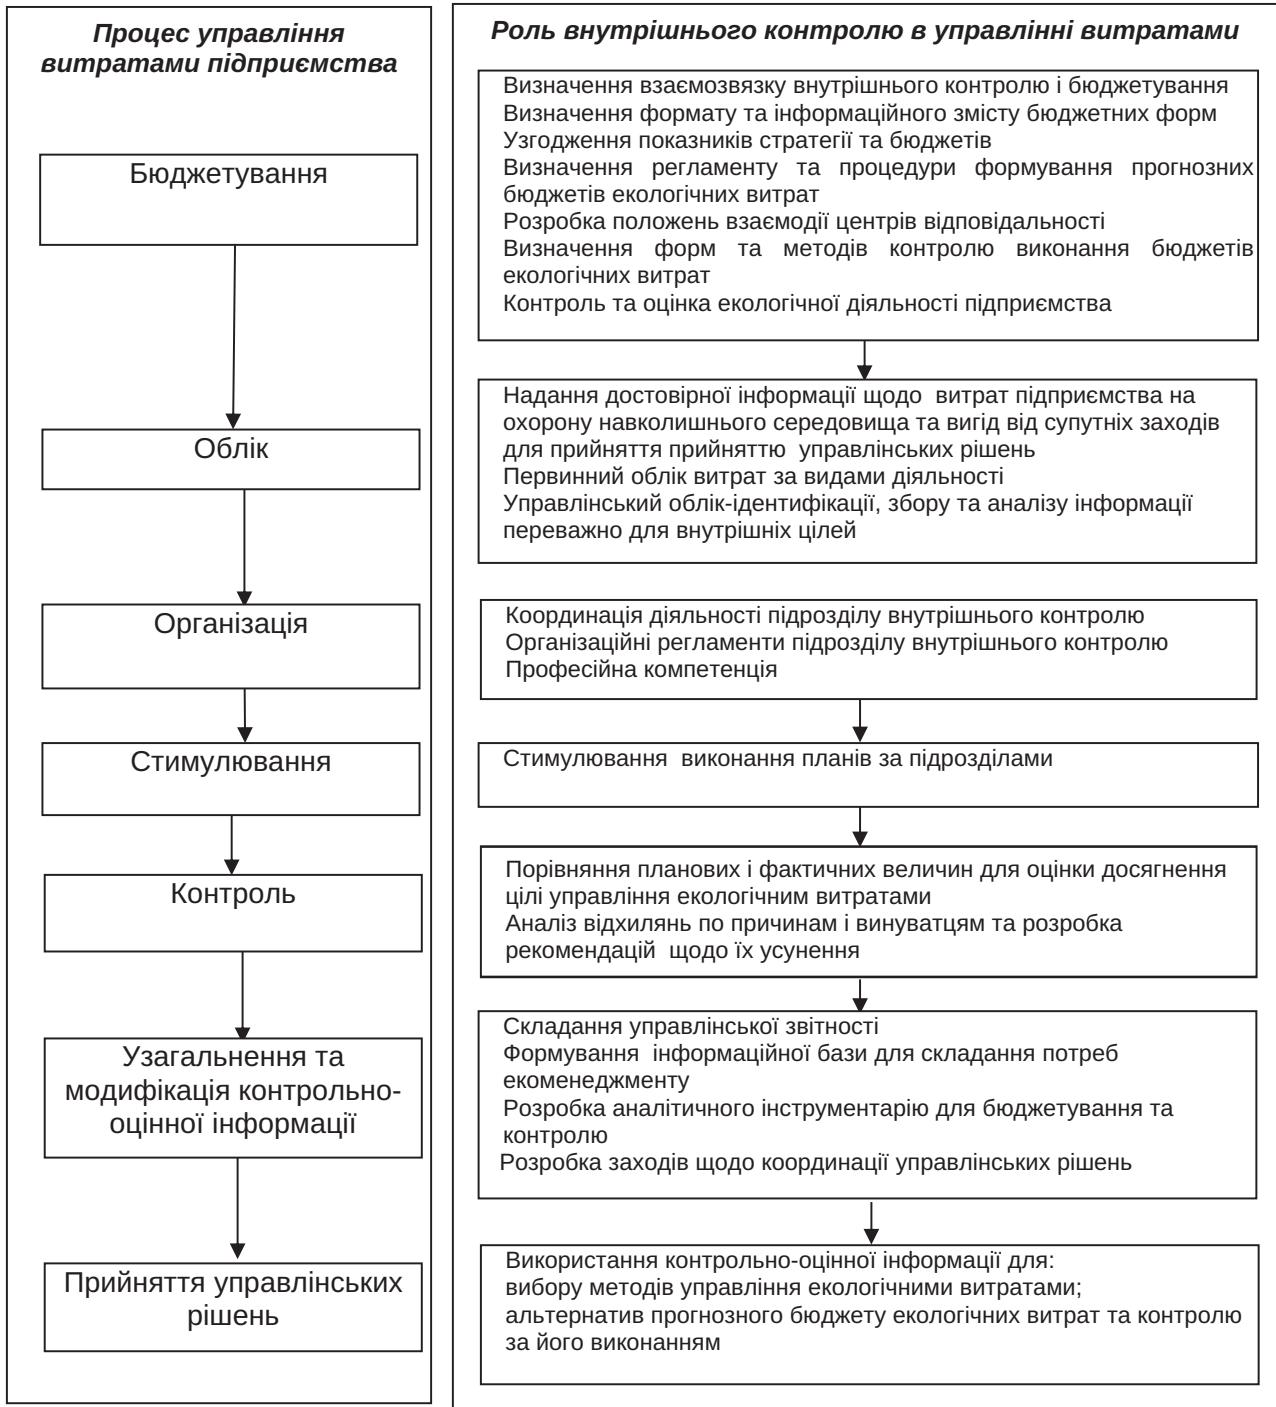 Процес управління
витратами підприємства
Бюджетування
Облік
Організація
Стимулювання
Контроль
Узагальнення та
модифікація контрольно-
оцінної інформації
Прийняття управлінських
рішень
Роль внутрішнього контролю в управлінні витратами
Визначення взаємозвязку внутрішнього контролю і бюджетування
Визначення формату та інформаційного змісту бюджетних форм
Узгодження показників стратегії та бюджетів
Визначення регламенту та процедури формування прогнозних
бюджетів екологічних витрат
Розробка положень взаємодії центрів відповідальності
Визначення форм та методів контролю виконання бюджетів
екологічних витрат
Контроль та оцінка екологічної діяльності підприємства
Надання достовірної інформації щодо витрат підприємства на
охорону навколишнього середовища та вигід від супутніх заходів
для прийняття прийняттю управлінських рішень
Первинний облік витрат за видами діяльності
Управлінський облік-ідентифікації, збору та аналізу інформації
переважно для внутрішніх цілей
Координація діяльності підрозділу внутрішнього контролю
Організаційні регламенти підрозділу внутрішнього контролю
Професійна компетенція
Стимулювання виконання планів за підрозділами
Порівняння планових і фактичних величин для оцінки досягнення
цілі управління екологічним витратами
Аналіз відхилянь по причинам і винуватцям та розробка
рекомендацій щодо їх усунення
Складання управлінської звітності
Формування інформаційної бази для складання потреб
екоменеджменту
Розробка аналітичного інструментарію для бюджетування та
контролю
Розробка заходів щодо координації управлінських рішень
Використання контрольно-оцінної інформації для:
вибору методів управління екологічними витратами;
альтернатив прогнозного бюджету екологічних витрат та контролю
за його виконанням